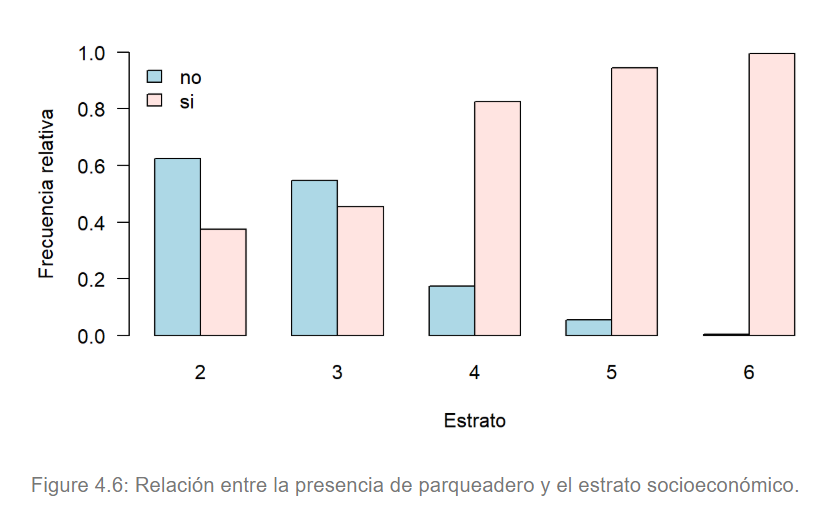 Frecuencia relativa
1.0
0.8
0.6
0.4
0.2
0.0
no
si
2 3 4 5 6
Estrato
Figure 4.6: Relación entre la presencia de parqueadero y el estrato socioeconómico.